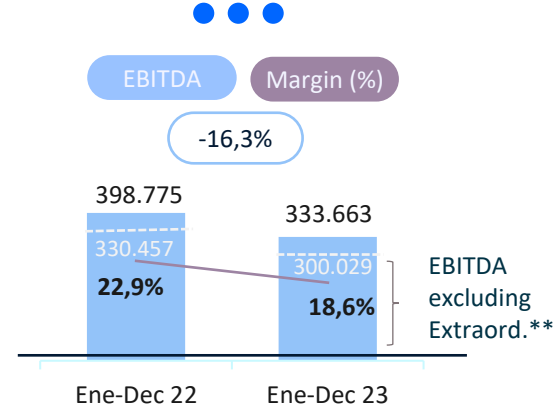 EBITDA
Margin (%)
-16,3%
398.775
333.663
330.457
300.029
22,9%
18,6%
EBITDA
excluding
Extraord.**
Ene-Dec 22
Ene-Dec 23